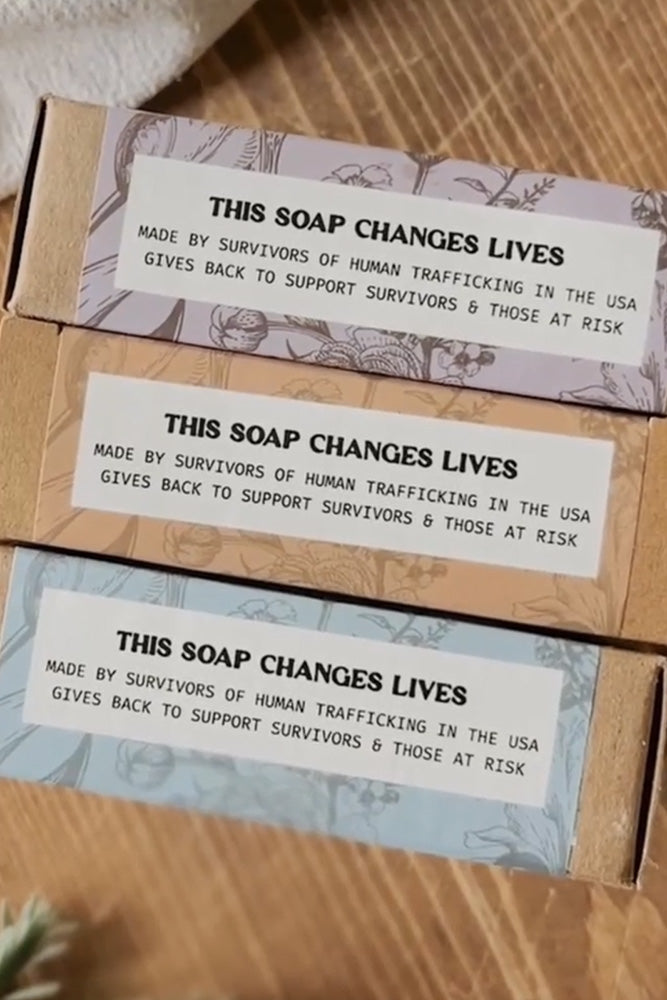 THIS SOAP CHANGES LIVES
MADE BY SURVIVORS OF HUMAN TRAFFICKING IN THE USA
GIVES BACK TO SUPPORT SURVIVORS & THOSE AT RISK
THIS SOAP CHANGES LIVES
MADE BY SURVIVORS OF HUMAN TRAFFICKING IN THE USA
GIVES BACK TO SUPPORT SURVIVORS & THOSE AT RISK
THIS SOAP CHANGES LIVES
MADE BY SURVIVORS OF HUMAN TRAFFICKING IN THE USA
GIVES BACK TO SUPPORT SURVIVORS & THOSE AT RISK